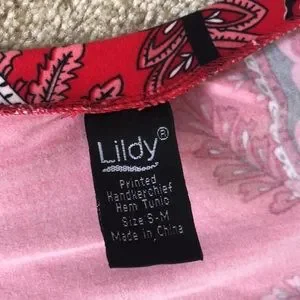 Lildy®
Printed
Handkerchief
Hem Tunic
Size S-M
Made in China